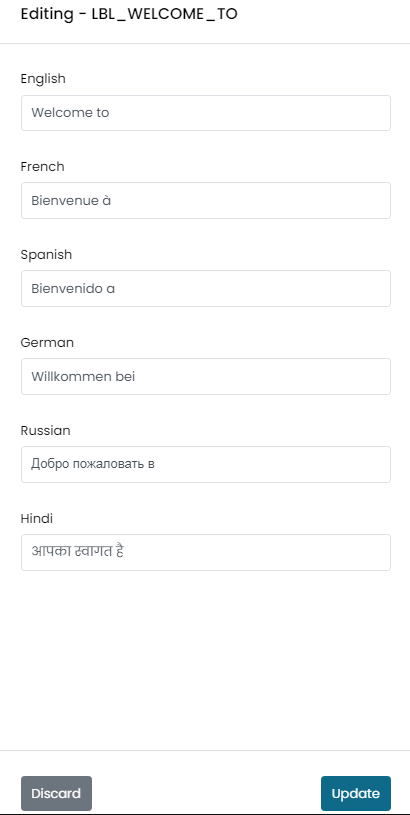 Editing - LBL_WELCOME_TO
English
Welcome to
French
Bienvenue à
Spanish
Bienvenido a
German
Willkommen bei
Russian
Добро пожаловать в
Hindi
आपका स्वागत है
Discard
Update